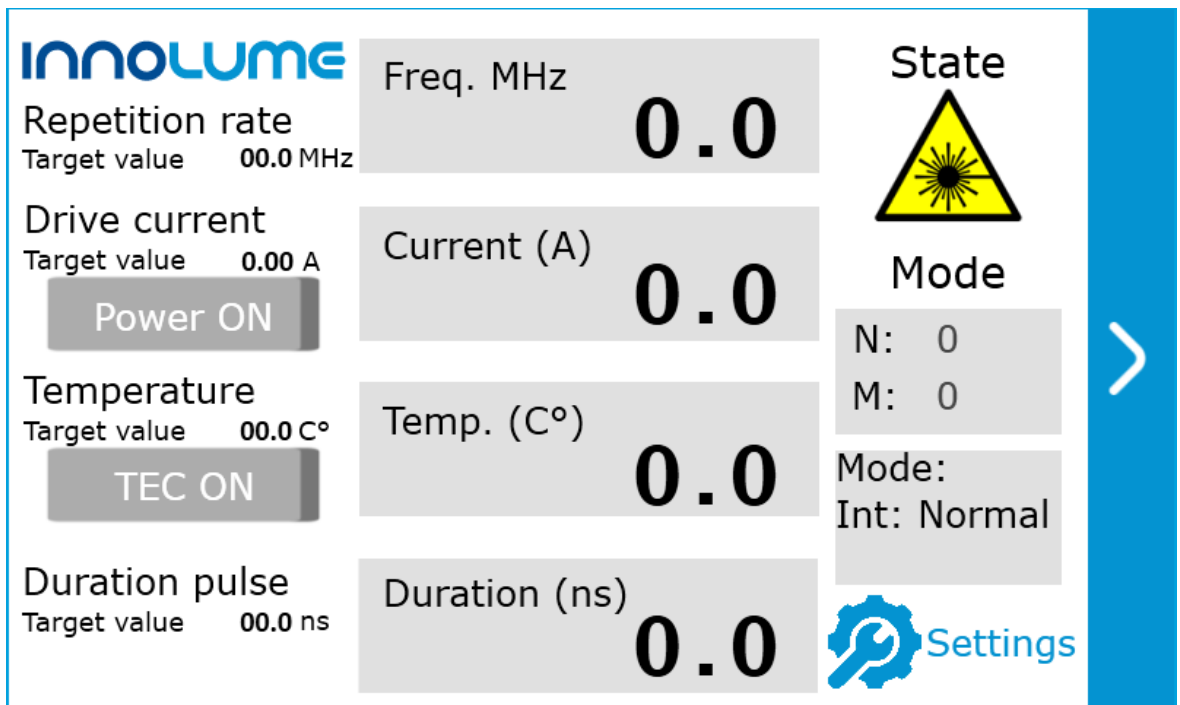 INNOLUME
Repetition rate
Target value 00.0 MHz
Freq. MHz
0.0
Drive current
Target value 0.00 A
Power ON
Current (A)
0.0
Temperature
Target value 00.0 C°
TEC ON
Temp. (C°)
0.0
Duration pulse
Target value 00.0 ns
Duration (ns)
0.0
State
Mode
N: 0
M: 0
Mode:
Int: Normal
Settings